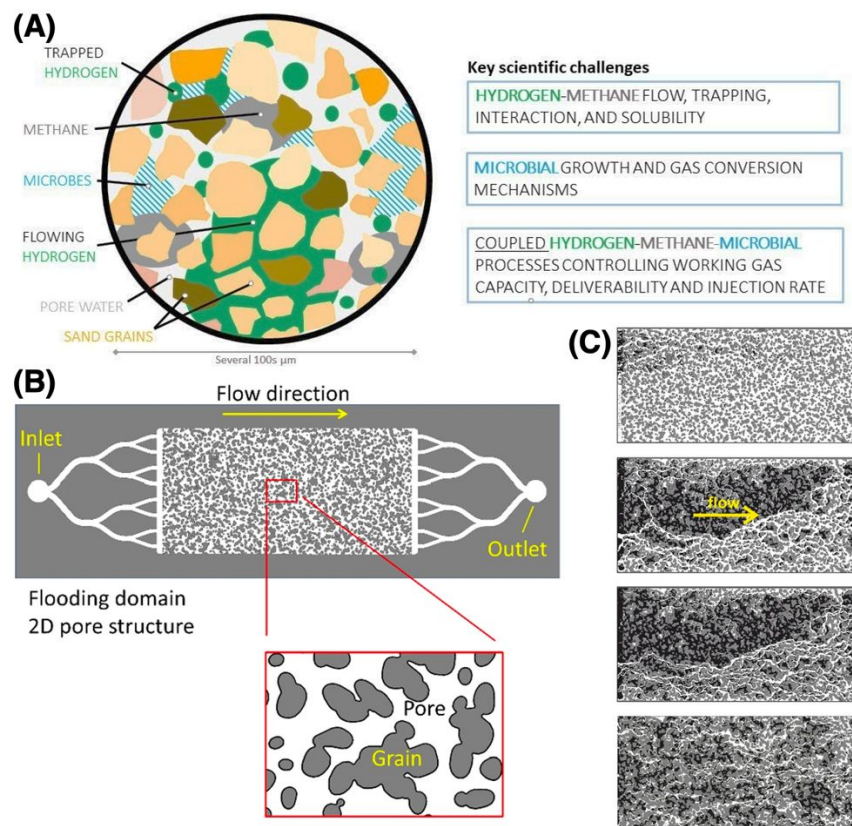 (A)
TRAPPED
HYDROGEN
METHANE
MICROBES
FLOWING
HYDROGEN
PORE WATER
SAND GRAINS
Several 100s µm
Key scientific challenges
HYDROGEN-METHANE FLOW, TRAPPING,
INTERACTION, AND SOLUBILITY
MICROBIAL GROWTH AND GAS CONVERSION
MECHANISMS
COUPLED HYDROGEN-METHANE-MICROBIAL
PROCESSES CONTROLLING WORKING GAS
CAPACITY, DELIVERABILITY AND INJECTION RATE
(B)
Flow direction
Inlet
Outlet
Flooding domain
2D pore structure
Pore
Grain
(C)
flow